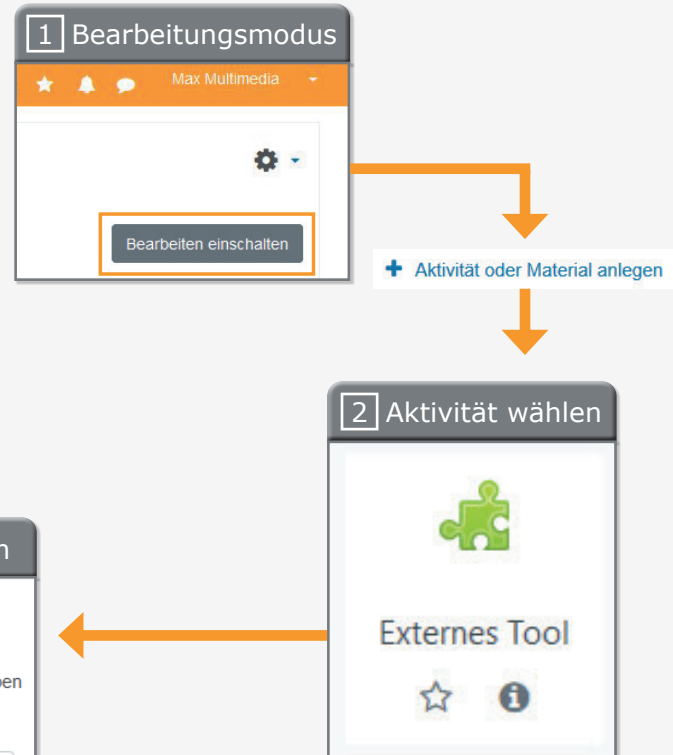 1 Bearbeitungsmodus
Max Multimedia
Bearbeiten einschalten
+ Aktivität oder Material anlegen
2 Aktivität wählen
Externes Tool